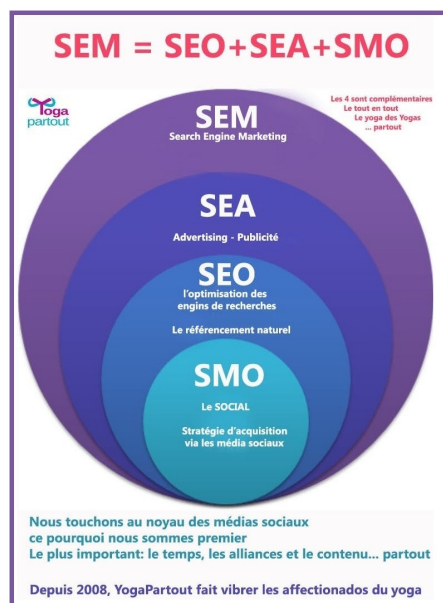 SEM = SEO+SEA+SMO
Yoga
partout
Les 4 sont complémentaires
Le tout en tout
Le yoga des Yogas
... partout
SEM
Search Engine Marketing
SEA
Advertising - Publicité
SEO
l'optimisation des
engins de recherches
Le référencement naturel
SMO
Le SOCIAL
Stratégie d'acquisition
via les média sociaux
Nous touchons au noyau des médias sociaux
ce pourquoi nous sommes premier
Le plus important: le temps, les alliances et le contenu... partout
Depuis 2008, YogaPartout fait vibrer les affectionados du yoga